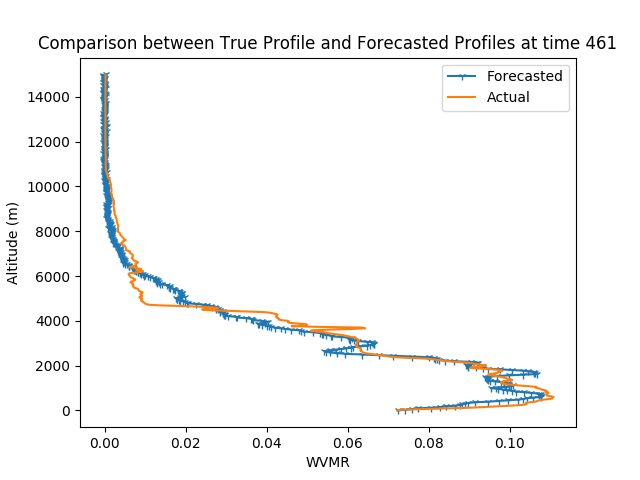 Comparison between True Profile and Forecasted Profiles at time 461
Forecasted
Actual
14000
12000
10000
8000
6000
4000
2000
0
Altitude (m)
0.00 0.02 0.04 0.06 0.08 0.10
WVMR